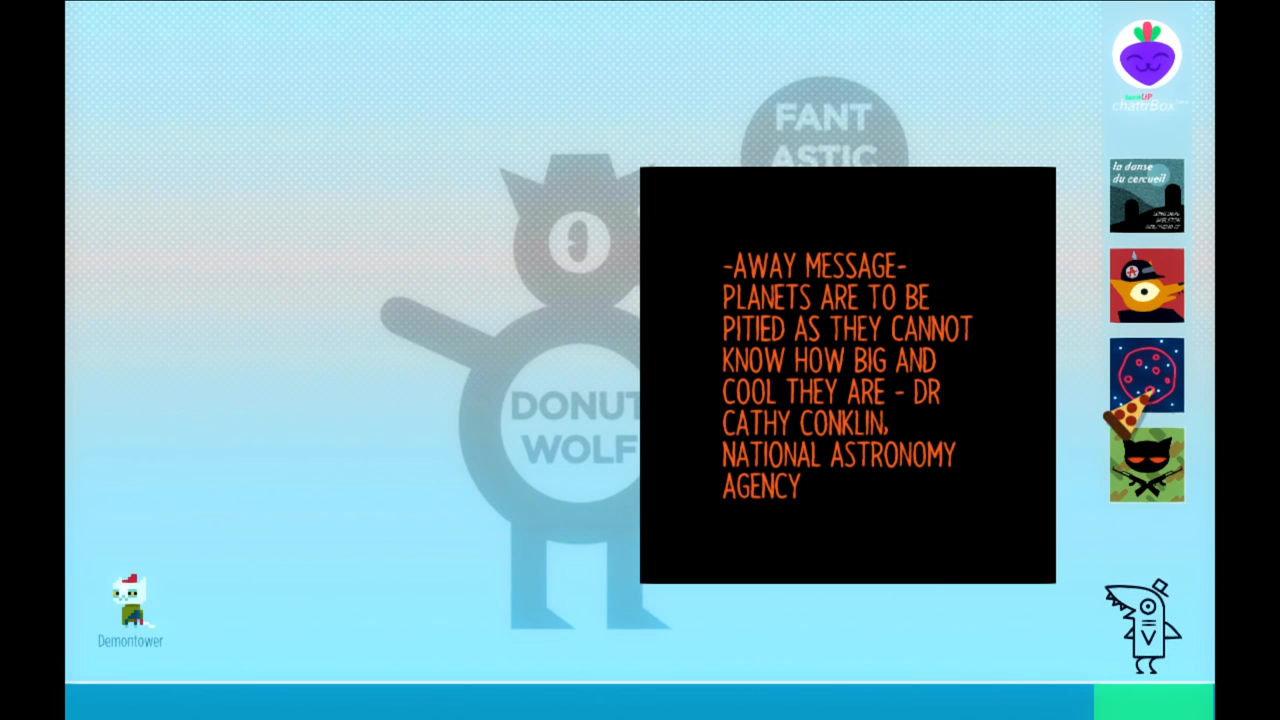 FANT
ASTIC
DONUT
WOLF
-AWAY MESSAGE-
PLANETS ARE TO BE
PITIED AS THEY CANNOT
KNOW HOW BIG AND
COOL THEY ARE - DR
CATHY CONKLIN,
NATIONAL ASTRONOMY
AGENCY
chattrBox
la danse
du cercueil
Demontower